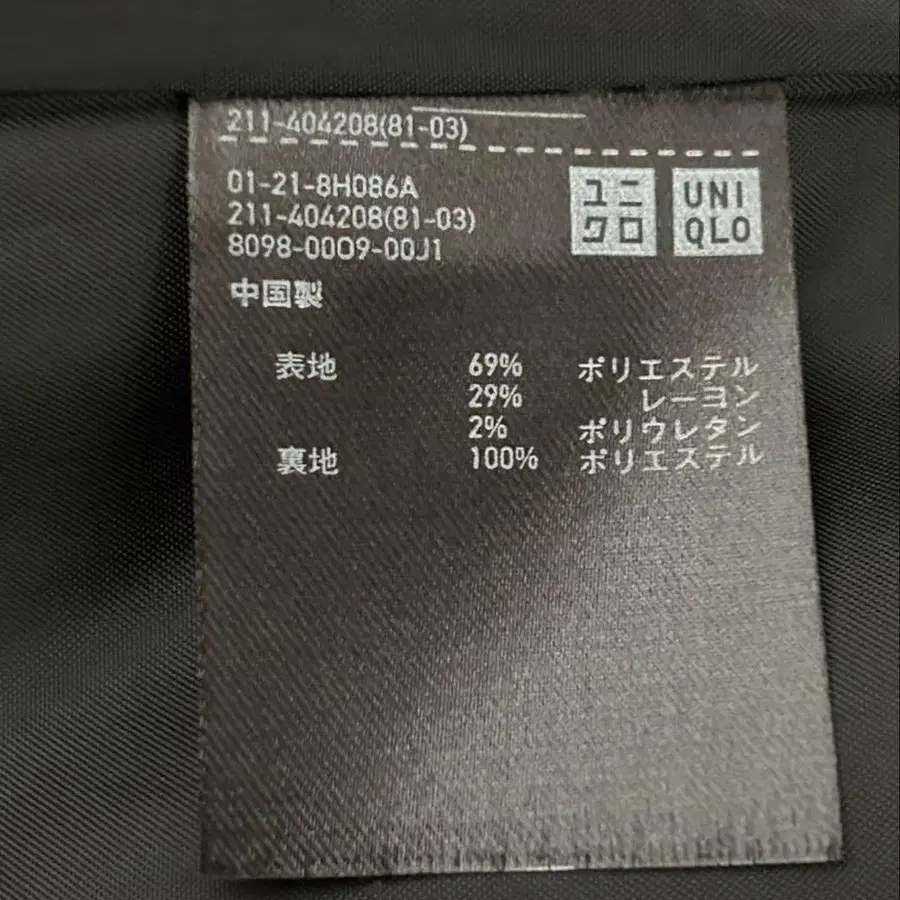 211-404208(81-03)
01-21-8H086A
211-404208(81-03)
8098-0009-00J1
ユニ
クロ
UNI
QLO
中国製
表地 69% ポリエステル
29% レーヨン
2% ポリウレタン
裏地 100% ポリエステル